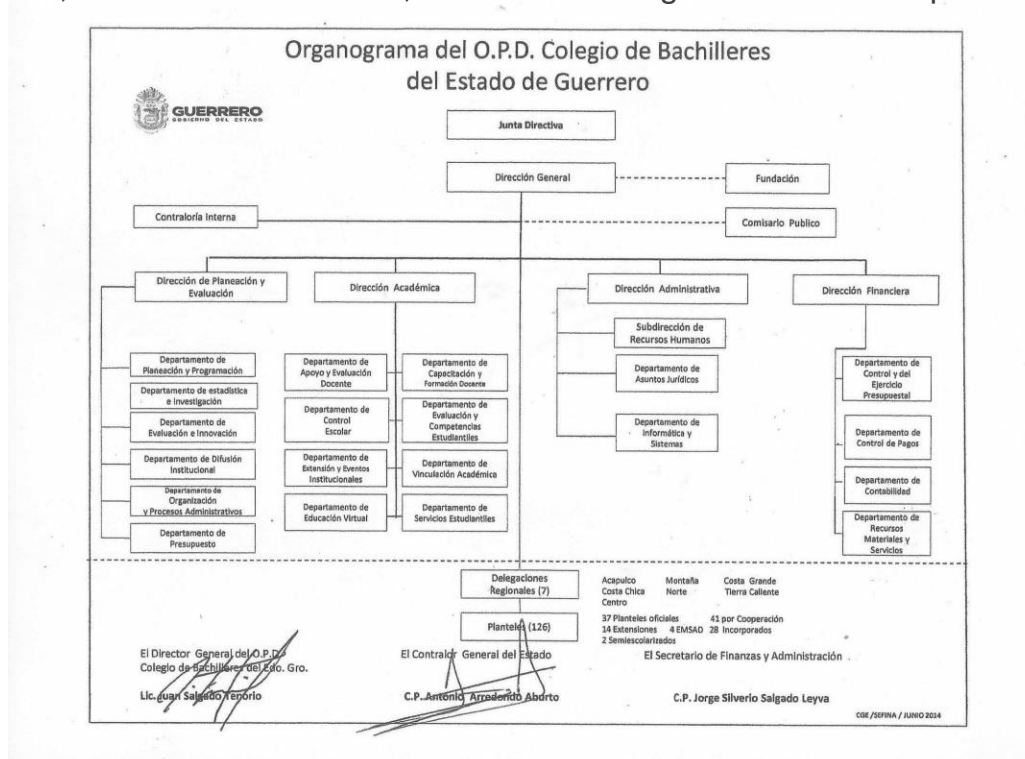 Organograma del O.P.D. Colegio de Bachilleres
del Estado de Guerrero
GUERRERO
GOBIERNO DEL ESTADO
Junta Directiva
Dirección General
Fundación
Contraloría Interna
Comisario Publico
Dirección de Planeación y
Evaluación
Dirección Académica
Dirección Administrativa
Dirección Financiera
Departamento de
Planeación y Programación
Departamento de estadística
e Investigación
Departamento de
Evaluación e Innovación
Departamento de Difusión
Institucional
Departamento de
Organización
y Procesos Administrativos
Departamento de
Presupuesto
Departamento de
Apoyo y Evaluación
Docente
Departamento de
Control
Escolar
Departamento de
Extensión y Eventos
Institucionales
Departamento de
Educación Virtual
Departamento de
Capacitación y
Formación Docente
Departamento de
Evaluación y
Competencias
Estudiantiles
Departamento de
Vinculación Académica
Departamento de
Servicios Estudiantiles
Subdirección de
Recursos Humanos
Departamento de
Asuntos Jurídicos
Departamento de
Informática y
Sistemas
Departamento de
Control y del
Ejercicio
Presupuestal
Departamento de
Control de Pagos
Departamento de
Contabilidad
Departamento de
Recursos
Materiales y
Servicios
Delegaciones
Regionales (7)
Acapulco Montaña Costa Grande
Costa Chica Norte Tierra Caliente
Centro
Planteles (126)
37 Planteles oficiales 41 por Cooperación
14 Extensiones 4 EMSAD 28 Incorporados
2 Semiescolarizados
El Director General del O.P.D.
Colegio de Bachilleres del Edo. Gro.
Lic. Juan Salgado Tenorio
El Contralor General del Estado
C.P. Antonio Arredondo Aburto
El Secretario de Finanzas y Administración
C.P. Jorge Silverio Salgado Leyva
CGE/SEFINA / JUNIO 2014